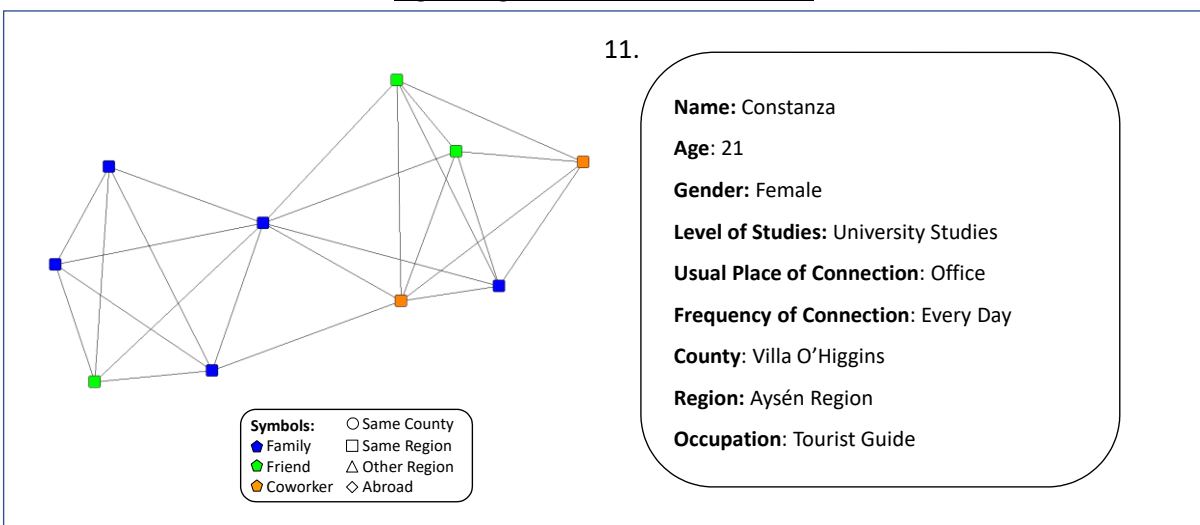 11.
Name: Constanza
Age: 21
Gender: Female
Level of Studies: University Studies
Usual Place of Connection: Office
Frequency of Connection: Every Day
County: Villa O’Higgins
Region: Aysén Region
Occupation: Tourist Guide
Symbols:
Family
Friend
Coworker
Same County
Same Region
Other Region
Abroad